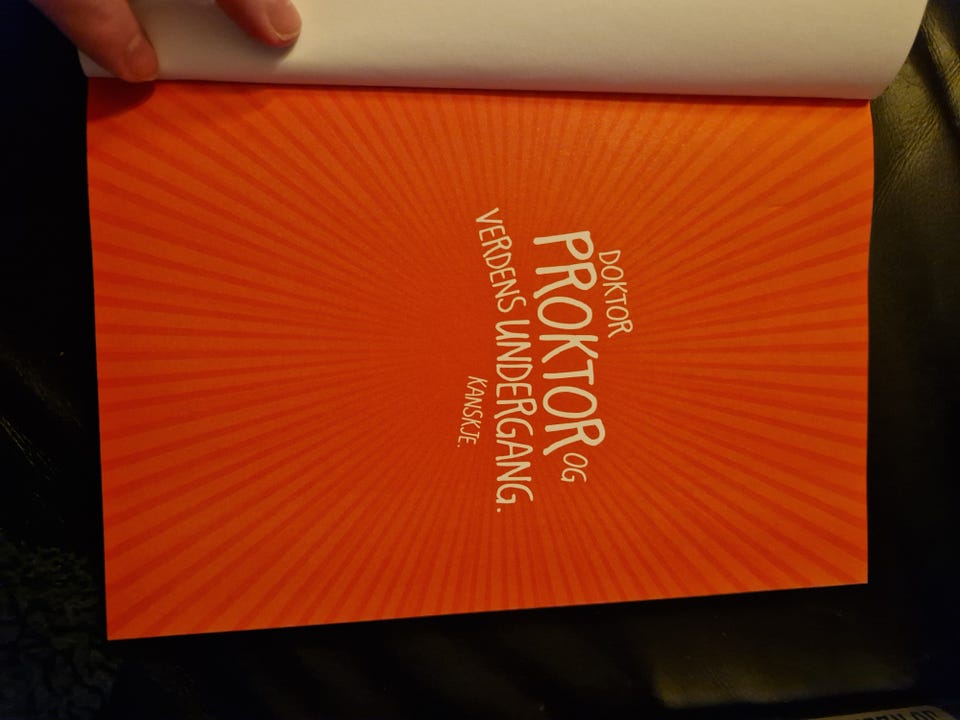 DOKTOR
PROKTOR OG
VERDENS UNDERGANG.
KANSKJE.